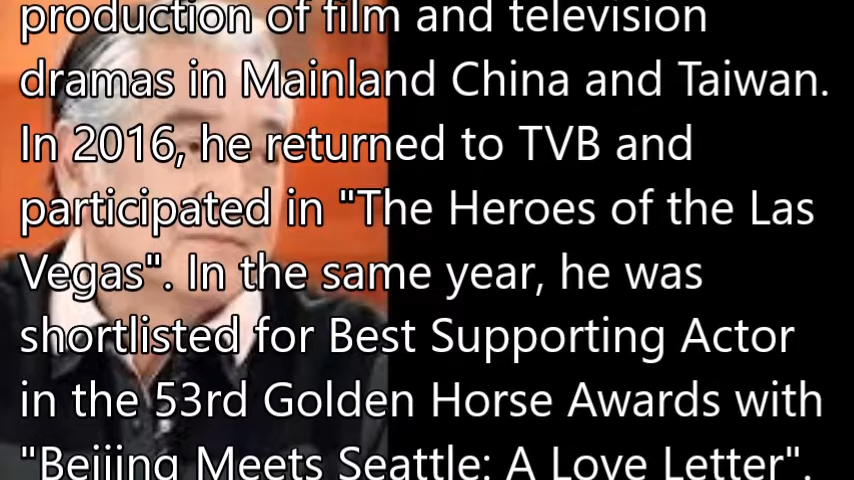 production of film and television
dramas in Mainland China and Taiwan.
In 2016, he returned to TVB and
participated in "The Heroes of the Las
Vegas". In the same year, he was
shortlisted for Best Supporting Actor
in the 53rd Golden Horse Awards with
"Beijing Meets Seattle: A Love Letter".